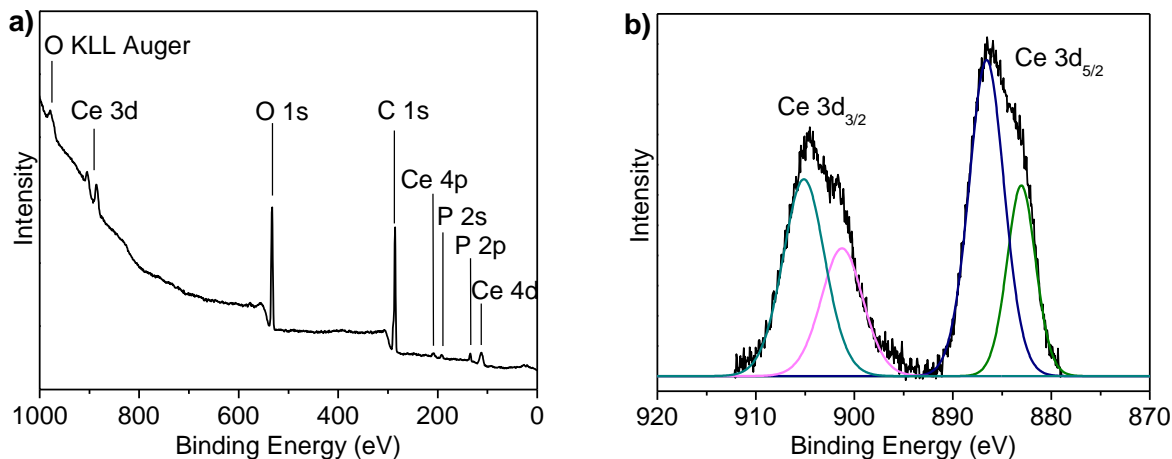 a)
O KLL Auger
Ce 3d
O 1s
C 1s
Ce 4p
P 2s
P 2p
Ce 4d
Intensity
1000 800 600 400 200 0
Binding Energy (eV)
b)
Ce 3d5/2
Ce 3d3/2
Intensity
920 910 900 890 880 870
Binding Energy (eV)